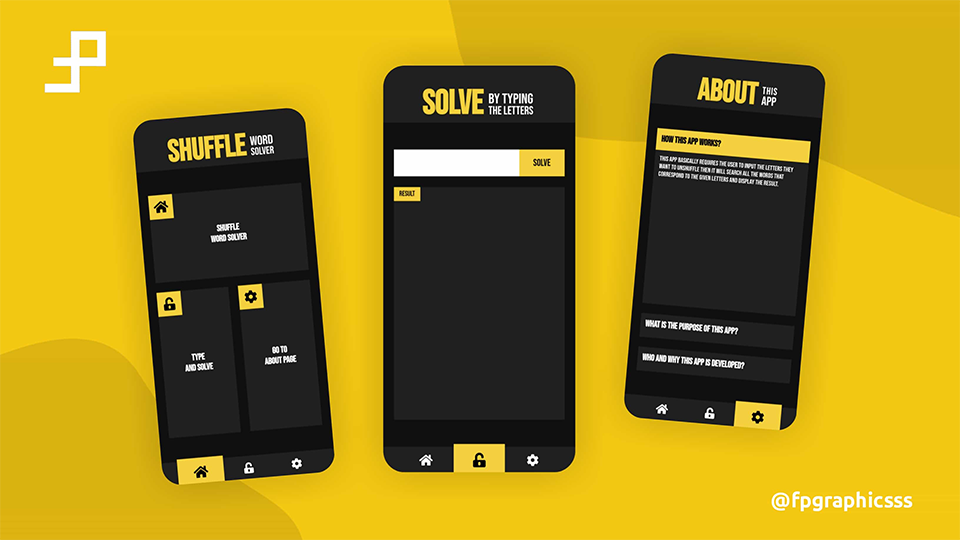 SHUFFLE WORD SOLVER
SHUFFLE
WORD SOLVER
TYPE
AND SOLVE
GO TO
ABOUT PAGE
SOLVE BY TYPING
THE LETTERS
SOLVE
RESULT
ABOUT THIS
APP
HOW THIS APP WORKS?
THIS APP BASICALLY REQUIRES THE USER TO INPUT THE LETTERS THEY
WANT TO UNSHUFFLE THEN IT WILL SEARCH ALL THE WORDS THAT
CORRESPOND TO THE GIVEN LETTERS AND DISPLAY THE RESULT.
WHAT IS THE PURPOSE OF THIS APP?
WHO AND WHY THIS APP IS DEVELOPED?
@fpgraphicsss